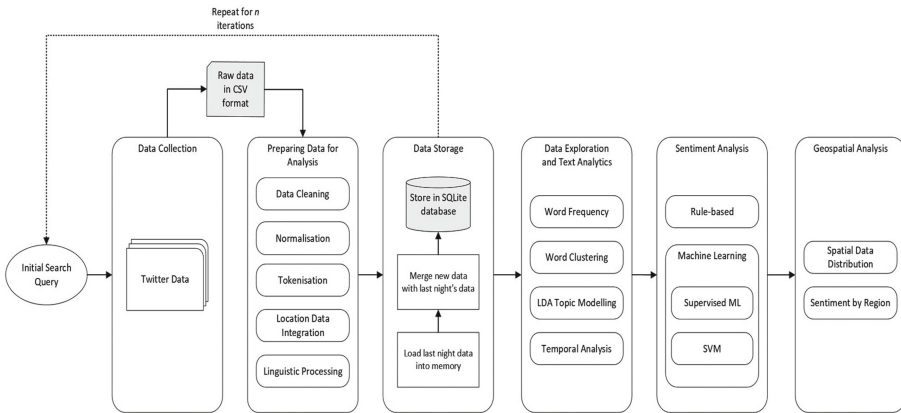 Repeat for n
iterations
Raw data
in CSV
format
Data Collection
Preparing Data for
Analysis
Data Storage
Data Exploration
and Text Analytics
Sentiment Analysis
Geospatial Analysis
Initial Search
Query
Twitter Data
Data Cleaning
Normalisation
Tokenisation
Location Data
Integration
Linguistic Processing
Store in SQLite
database
Merge new data
with last night's data
Load last night data
into memory
Word Frequency
Word Clustering
LDA Topic Modelling
Temporal Analysis
Rule-based
Machine Learning
Supervised ML
SVM
Spatial Data
Distribution
Sentiment by Region